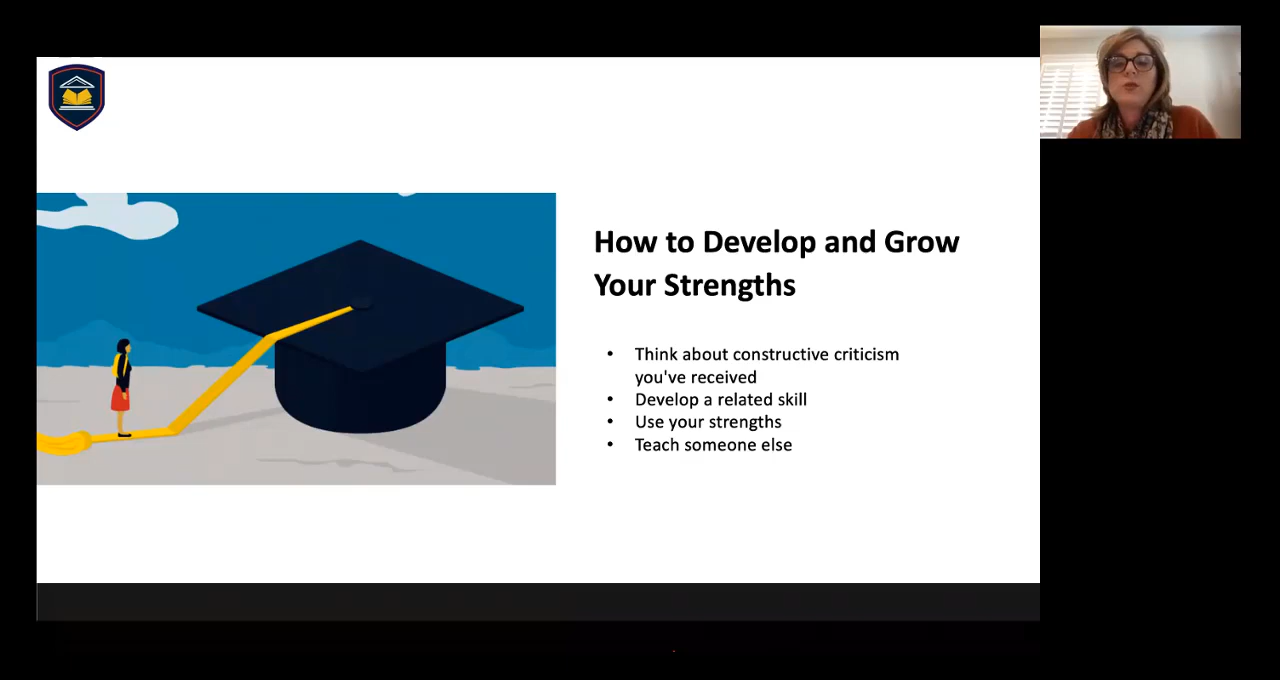 How to Develop and Grow
Your Strengths
• Think about constructive criticism
you've received
• Develop a related skill
• Use your strengths
• Teach someone else